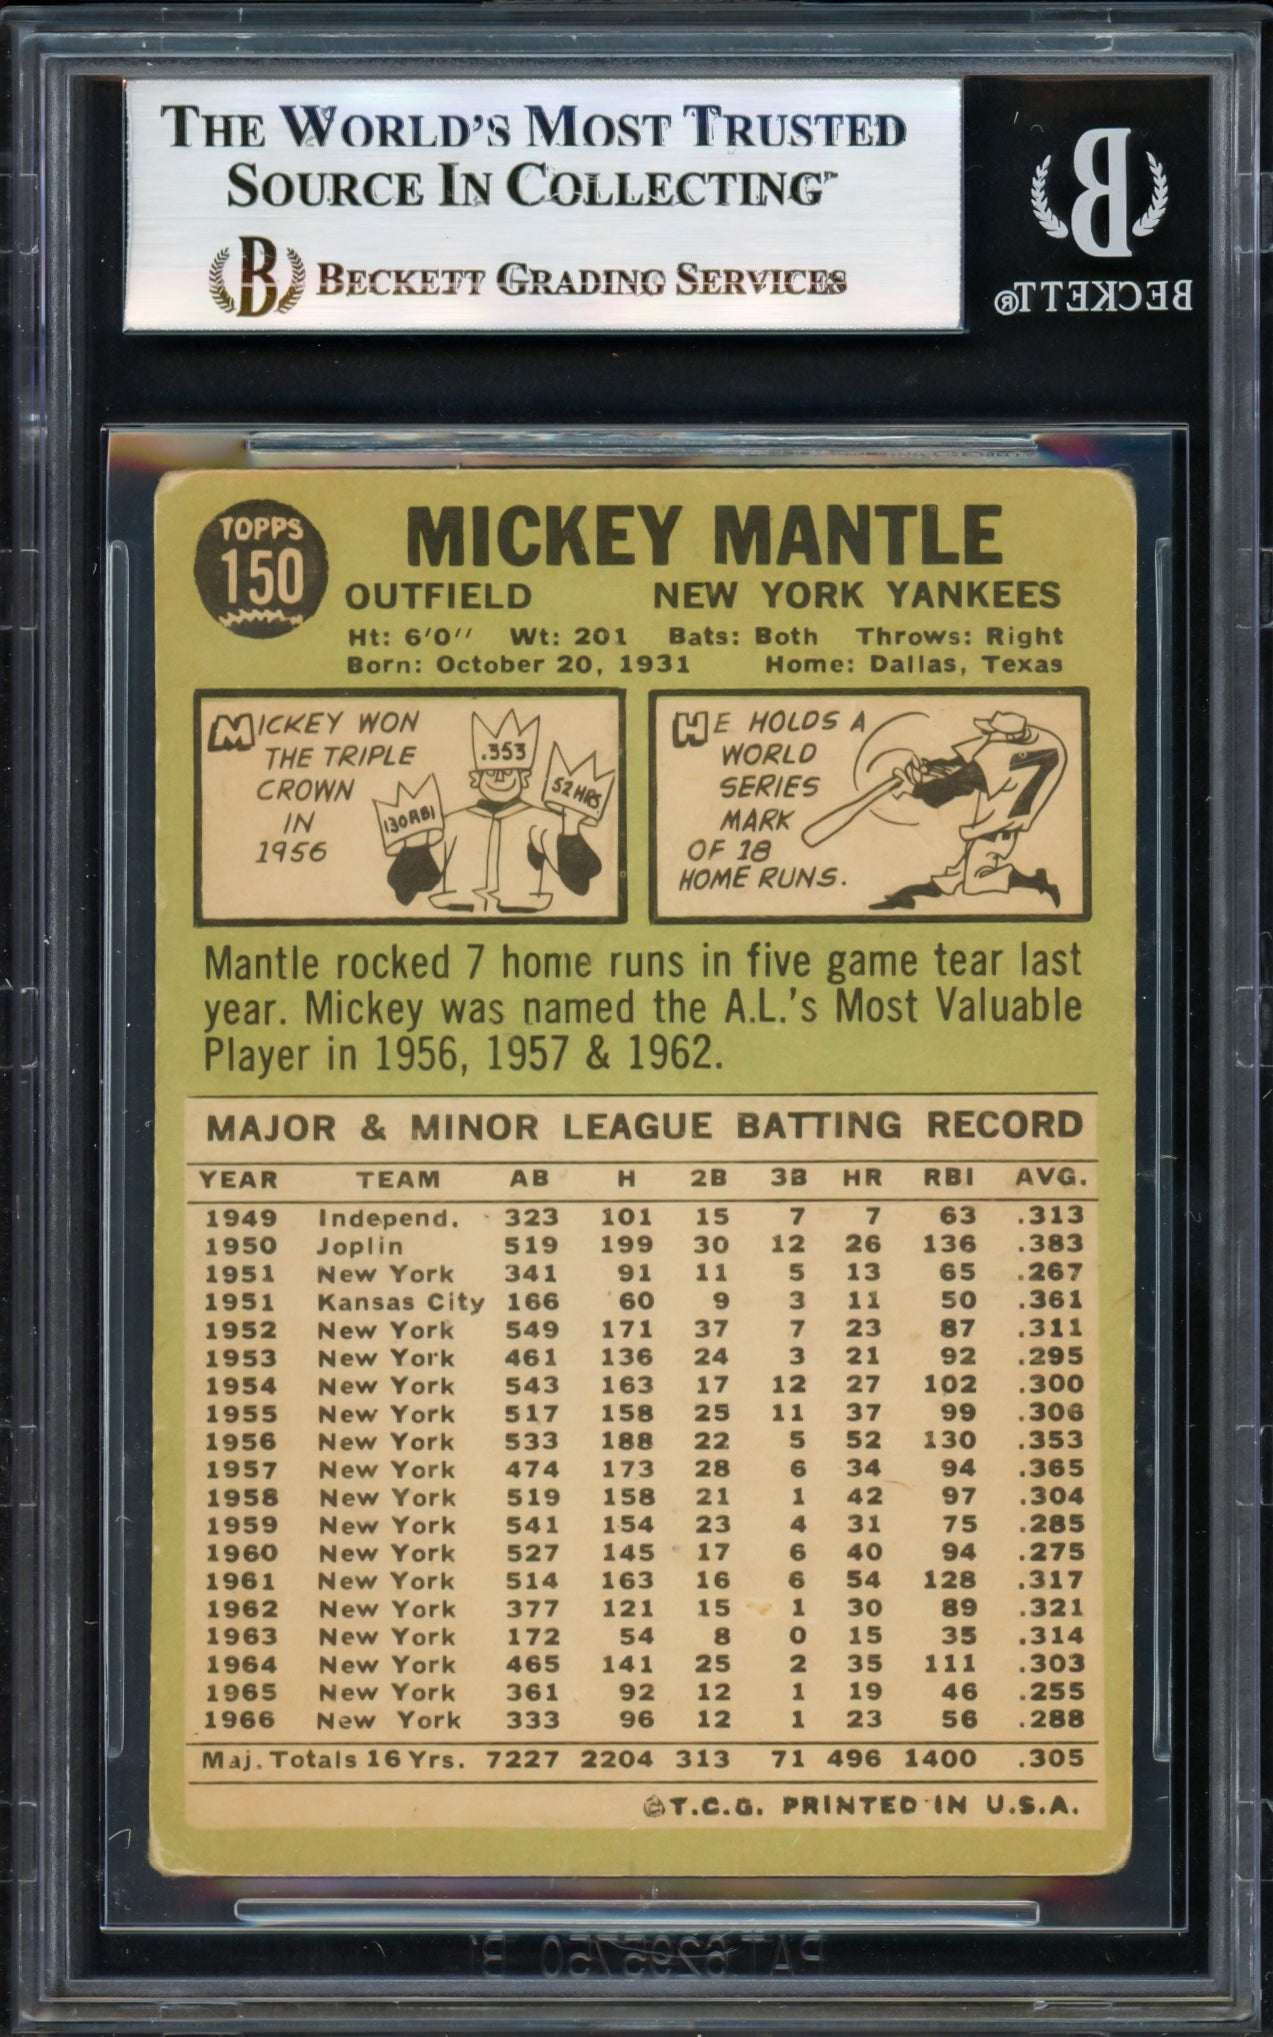 THE WORLD'S MOST TRUSTED
SOURCE IN COLLECTING™
B BECKETT GRADING SERVICES
B
BECKETT®
TOPPS
150
MICKEY MANTLE
OUTFIELD NEW YORK YANKEES
Ht: 6'0" Wt: 201 Bats: Both Throws: Right
Born: October 20, 1931 Home: Dallas, Texas
MICKEY WON
THE TRIPLE
CROWN
IN
1956
.353
130 RBI
52 HRS
HE HOLDS A
WORLD
SERIES
MARK
OF 18
HOME RUNS.
7
Mantle rocked 7 home runs in five game tear last
year. Mickey was named the A.L.'s Most Valuable
Player in 1956, 1957 & 1962.
MAJOR & MINOR LEAGUE BATTING RECORD
YEAR TEAM AB H 2B 3B HR RBI AVG.
1949 Independ. 323 101 15 7 7 63 .313
1950 Joplin 519 199 30 12 26 136 .383
1951 New York 341 91 11 5 13 65 .267
1951 Kansas City 166 60 9 3 11 50 .361
1952 New York 549 171 37 7 23 87 .311
1953 New York 461 136 24 3 21 92 .295
1954 New York 543 163 17 12 27 102 .300
1955 New York 517 158 25 11 37 99 .306
1956 New York 533 188 22 5 52 130 .353
1957 New York 474 173 28 6 34 94 .365
1958 New York 519 158 21 1 42 97 .304
1959 New York 541 154 23 4 31 75 .285
1960 New York 527 145 17 6 40 94 .275
1961 New York 514 163 16 6 54 128 .317
1962 New York 377 121 15 1 30 89 .321
1963 New York 172 54 8 0 15 35 .314
1964 New York 465 141 25 2 35 111 .303
1965 New York 361 92 12 1 19 46 .255
1966 New York 333 96 12 1 23 56 .288
Maj. Totals 16 Yrs. 7227 2204 313 71 496 1400 .305
©T.C.G. PRINTED IN U.S.A.
PAT 6295750 B1